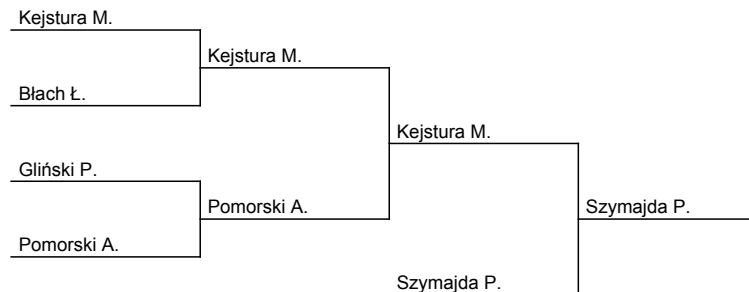 Kejstura M.
Kejstura M.
Błach Ł.
Kejstura M.
Gliński P.
Pomorski A.
Szymajda P.
Pomorski A.
Szymajda P.